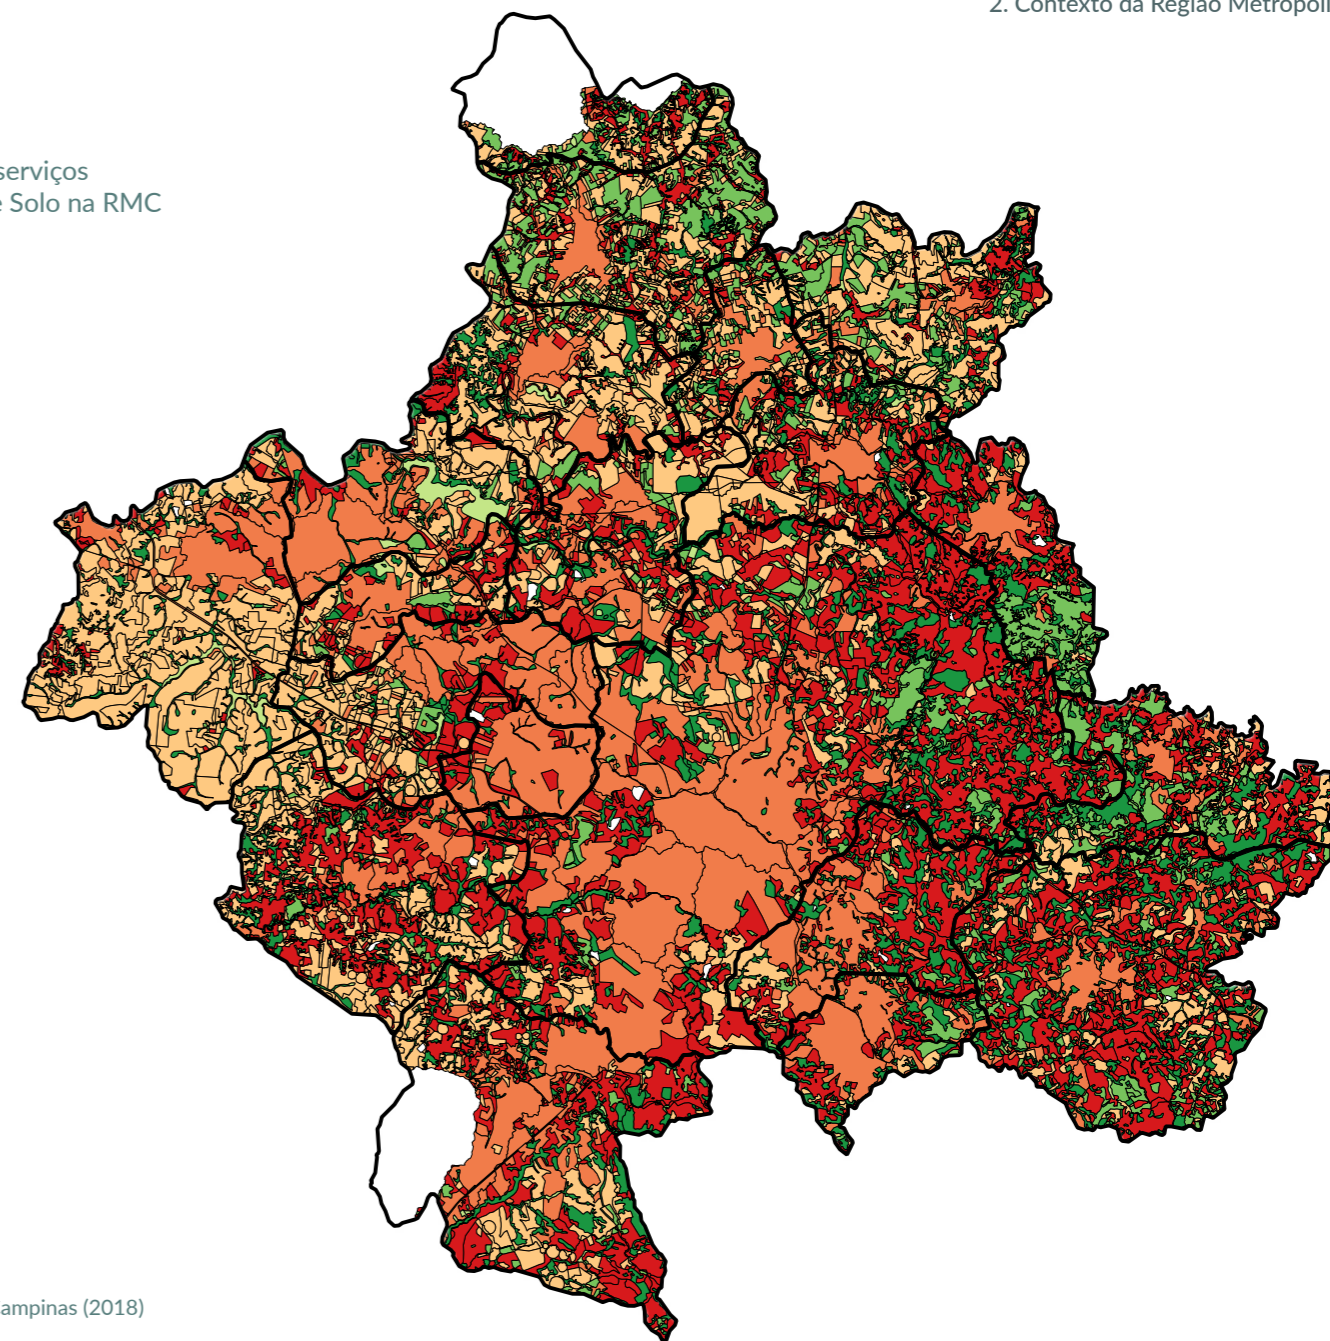 2. Contexto da Região Metropoli
serviços
e Solo na RMC
ampinas (2018)